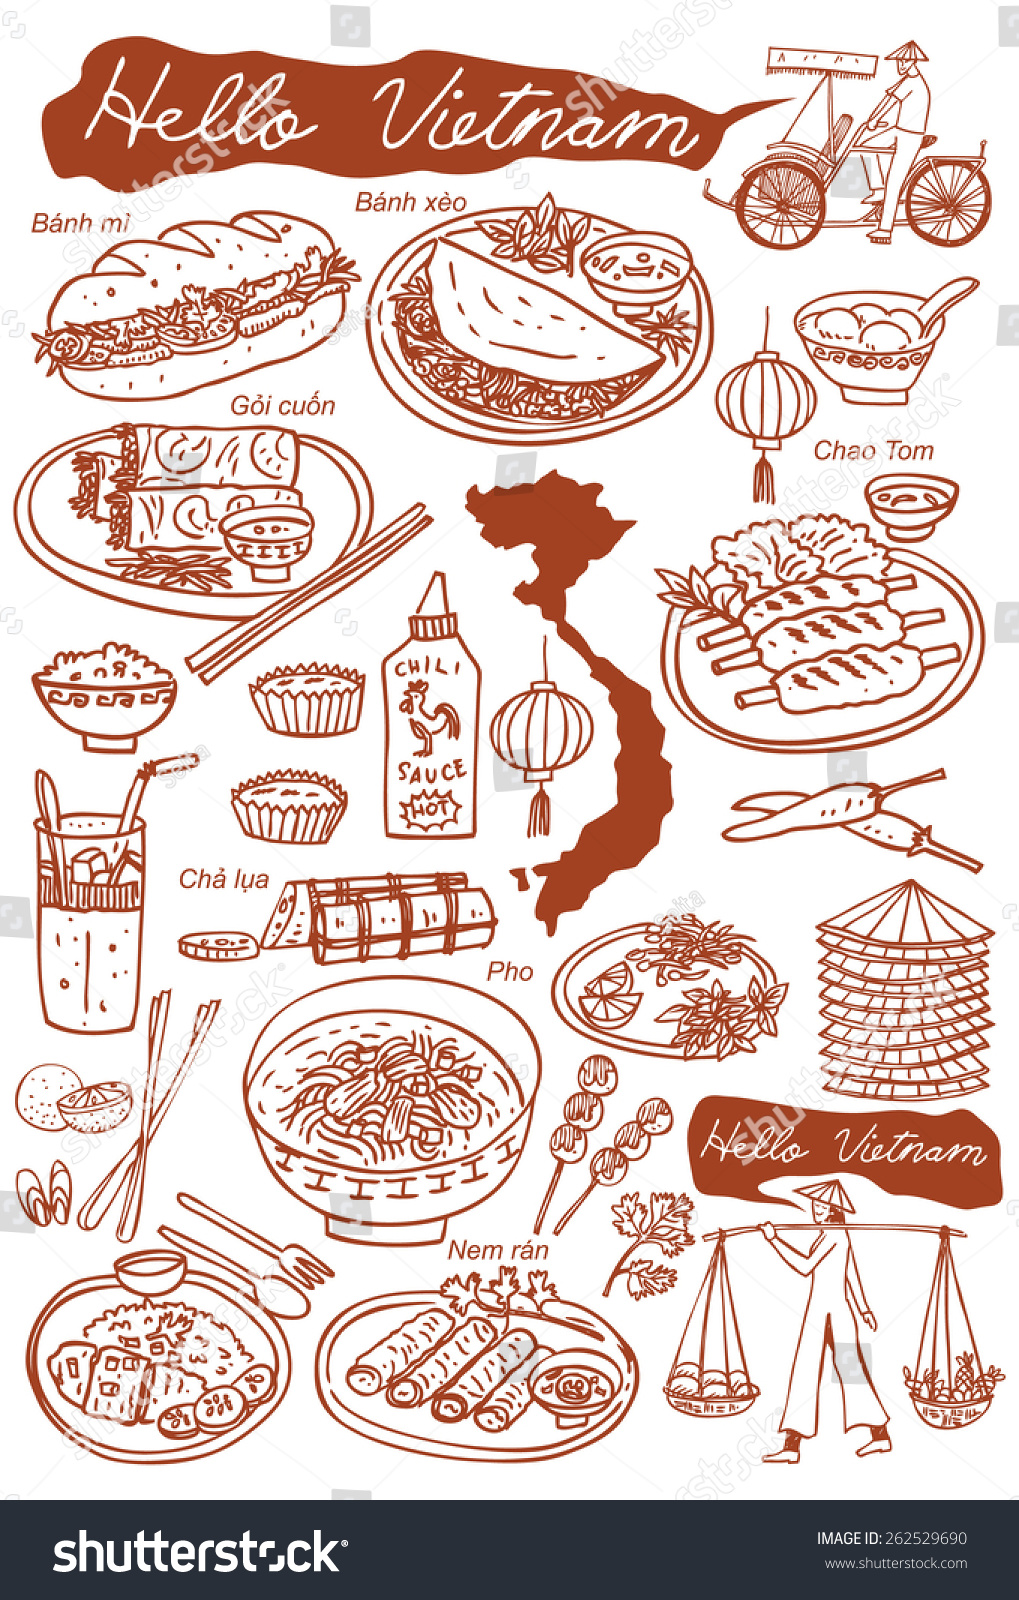 Hello Vietnam
Bánh mì
Bánh xèo
Gỏi cuốn
Chao Tom
CHILI
SAUCE
HOT
Chả lụa
Pho
Hello Vietnam
Nem rán
shutterstock
IMAGE ID: 262529690
www.shutterstock.com